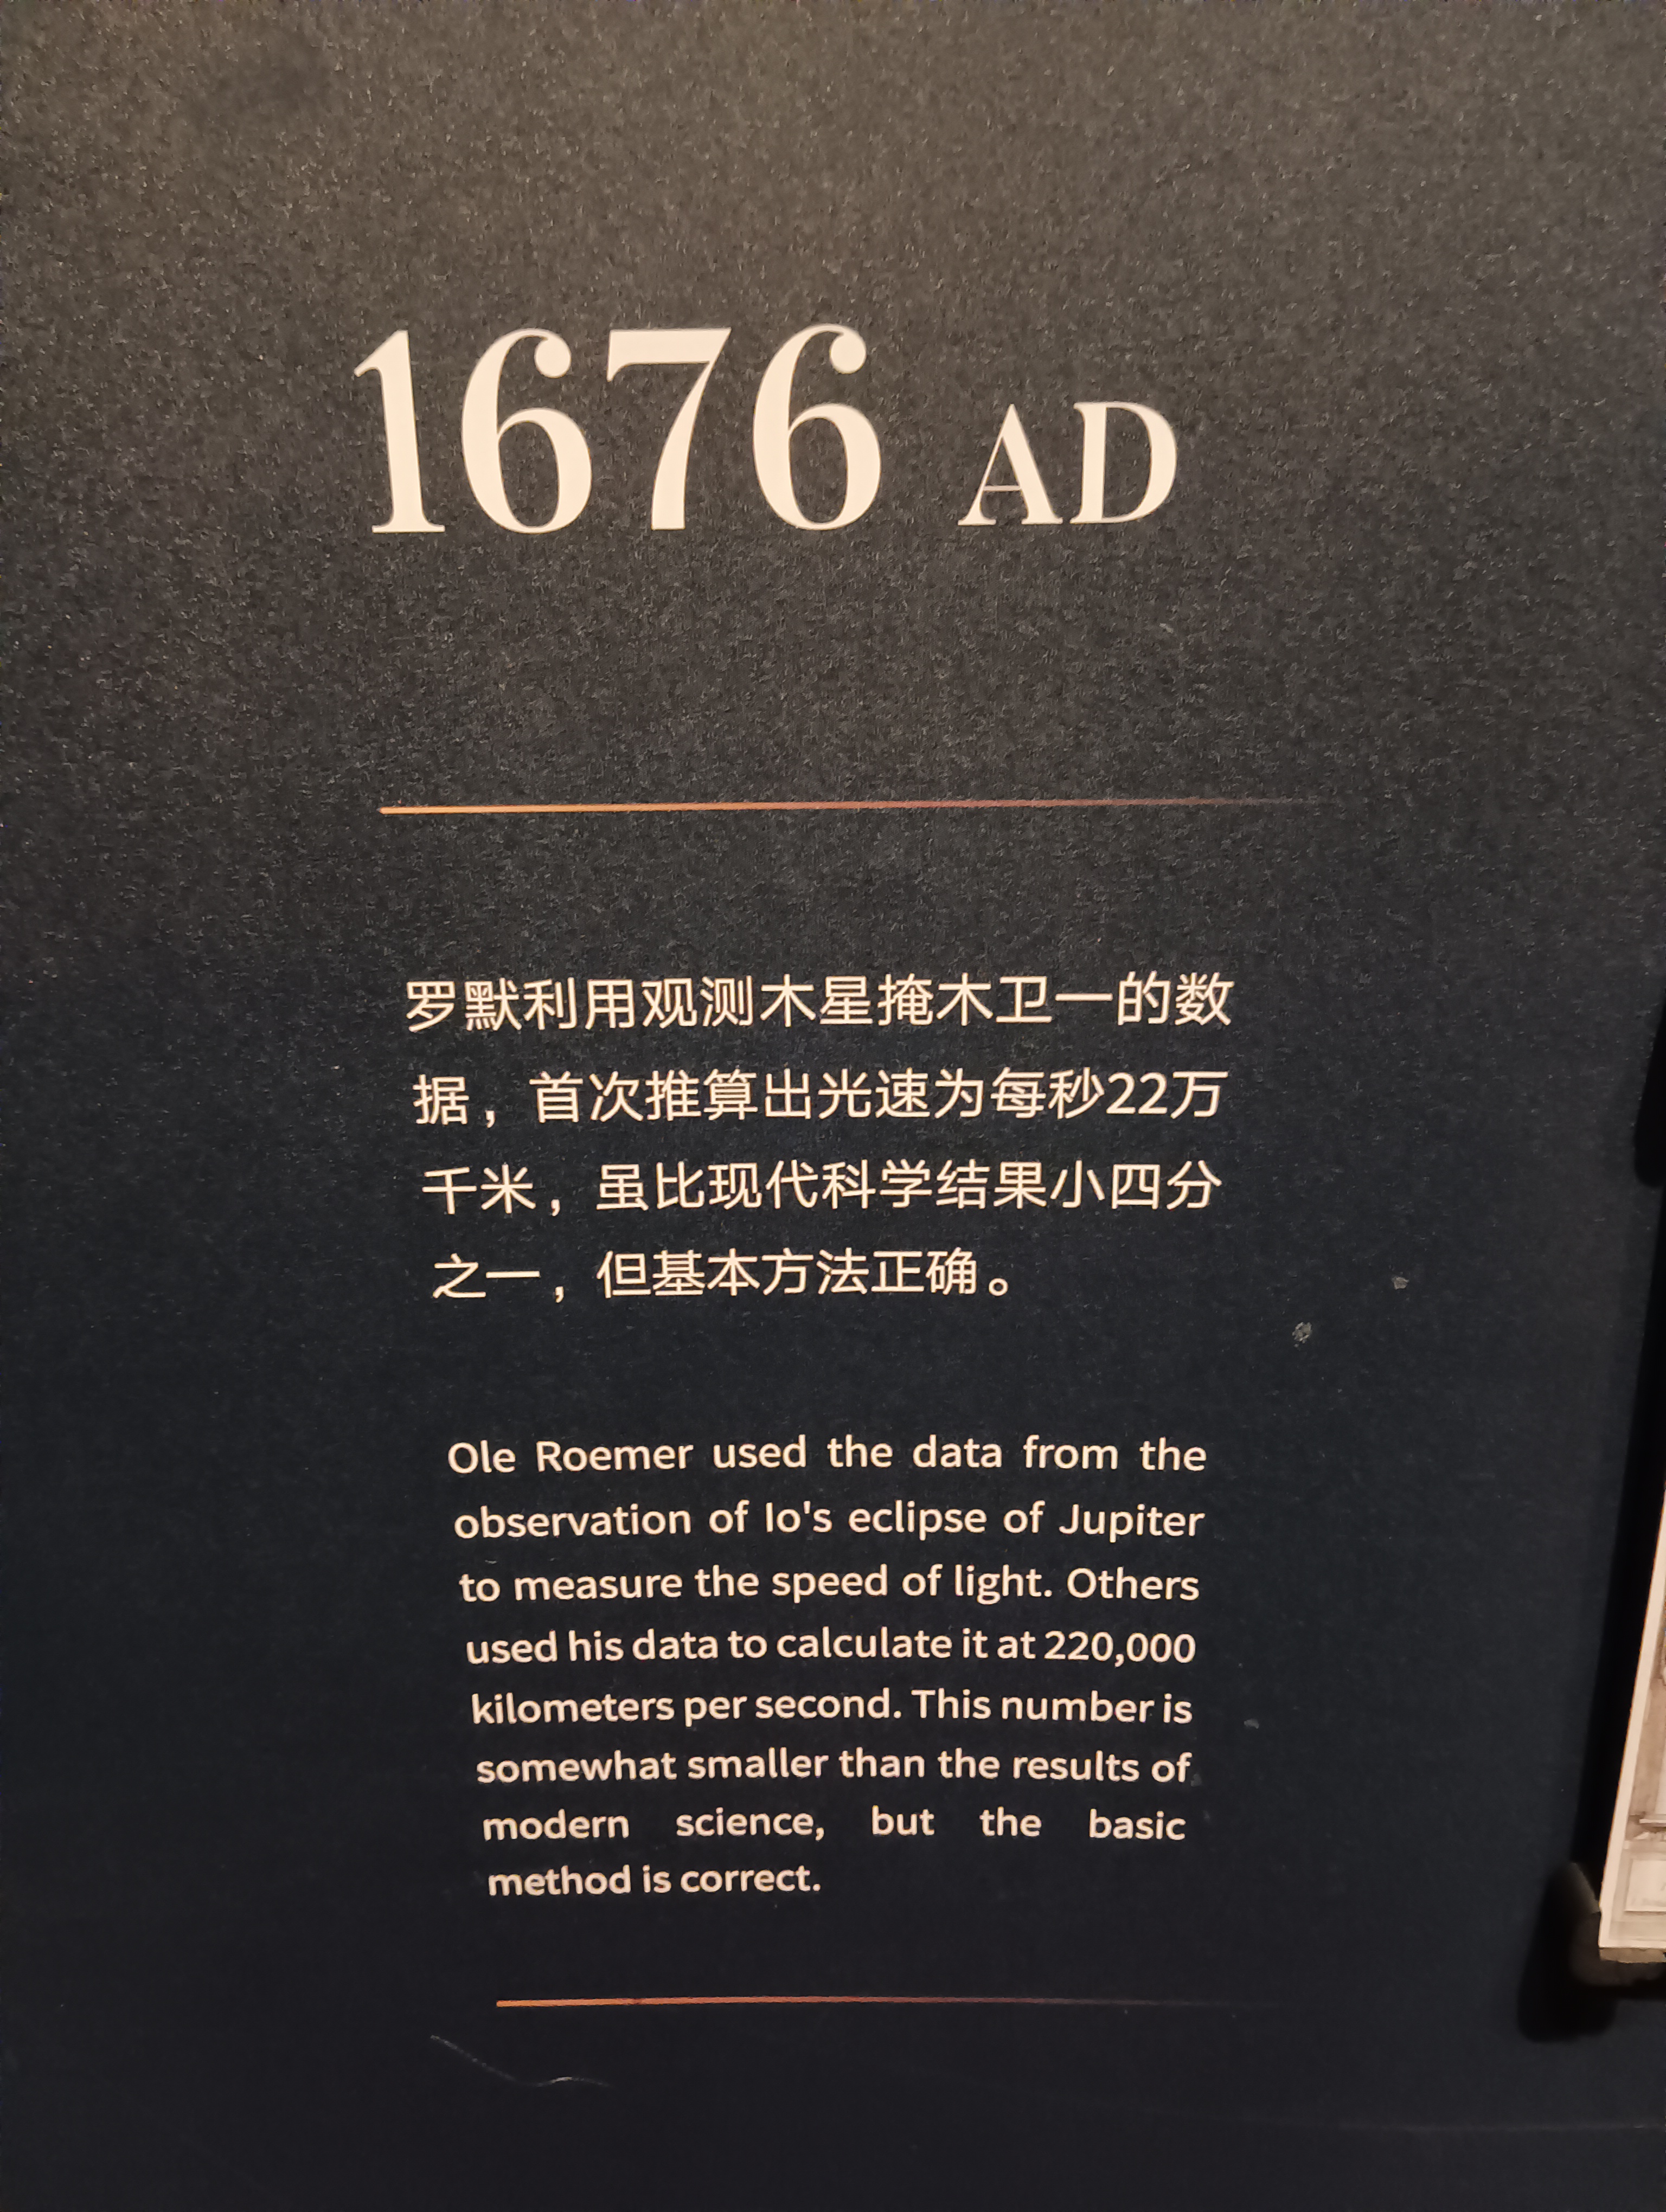 1676 AD
罗默利用观测木星掩木卫一的数
据，首次推算出光速为每秒22万
千米，虽比现代科学结果小四分
之一，但基本方法正确。
Ole Roemer used the data from the
observation of Io's eclipse of Jupiter
to measure the speed of light. Others
used his data to calculate it at 220,000
kilometers per second. This number is
somewhat smaller than the results of
modern science, but the basic
method is correct.